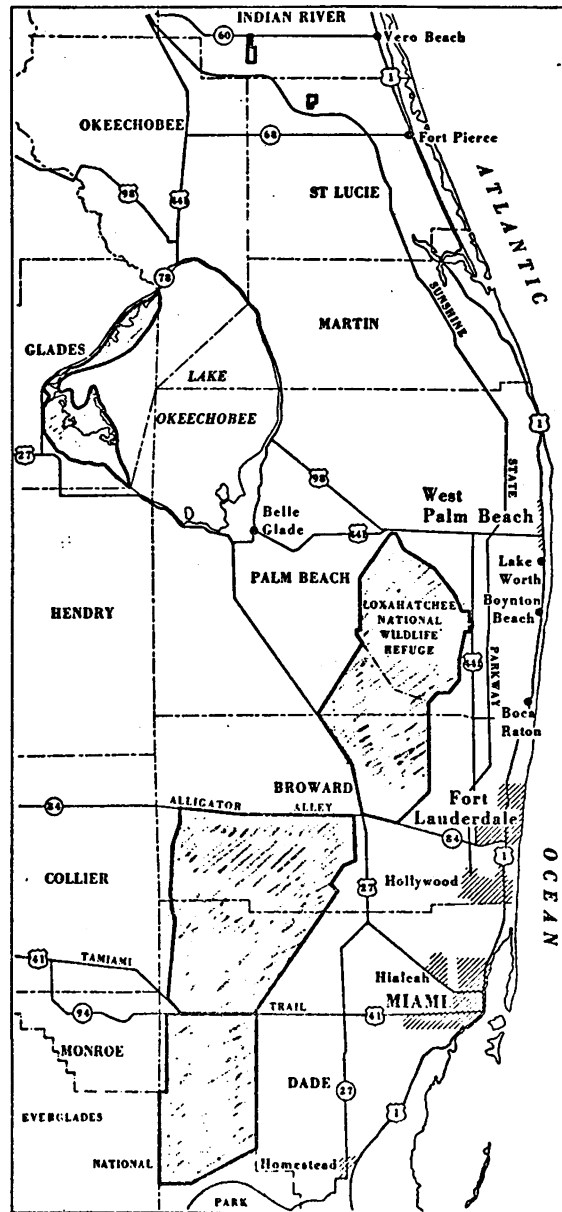 INDIAN RIVER
60
Vero Beach
1
OKEECHOBEE
68
Fort Pierce
98
441
ST LUCIE
ATLANTIC
78
SUNSHINE
MARTIN
GLADES
LAKE
OKEECHOBEE
1
27
98
STATE
West
Palm Beach
Belle
Glade
441
Lake
Worth
PALM BEACH
Boynton
Beach
HENDRY
LOXAHATCHEE
NATIONAL
WILDLIFE
REFUGE
441
PARKWAY
Boca
Raton
BROWARD
84
ALLIGATOR
ALLEY
Fort
Lauderdale
84
1
OCEAN
COLLIER
Hollywood
27
41
TAMIAMI
Hialeah
MIAMI
94
TRAIL
41
MONROE
DADE
27
1
EVERGLADES
NATIONAL
Homestead
PARK